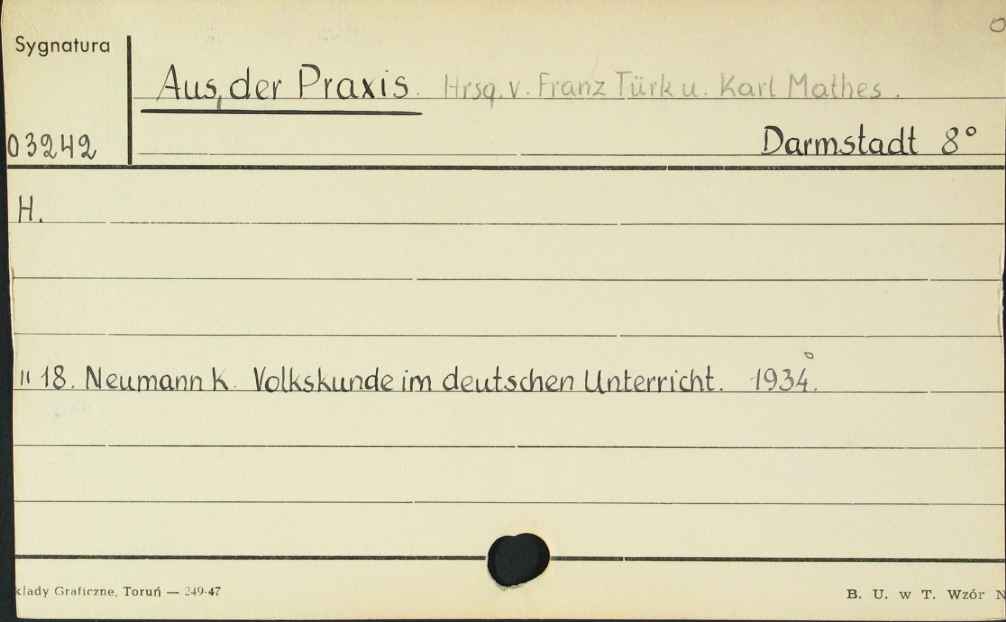 Sygnatura
Aus der Praxis. Hrsg. v. Franz Türk u. Karl Mathes.
03242
Darmstadt 8°
H.
" 18. Neumann K. Volkskunde im deutschen Unterricht. 1934.
kłady Graficzne, Toruń — 249-47
B. U. w T. Wzór N